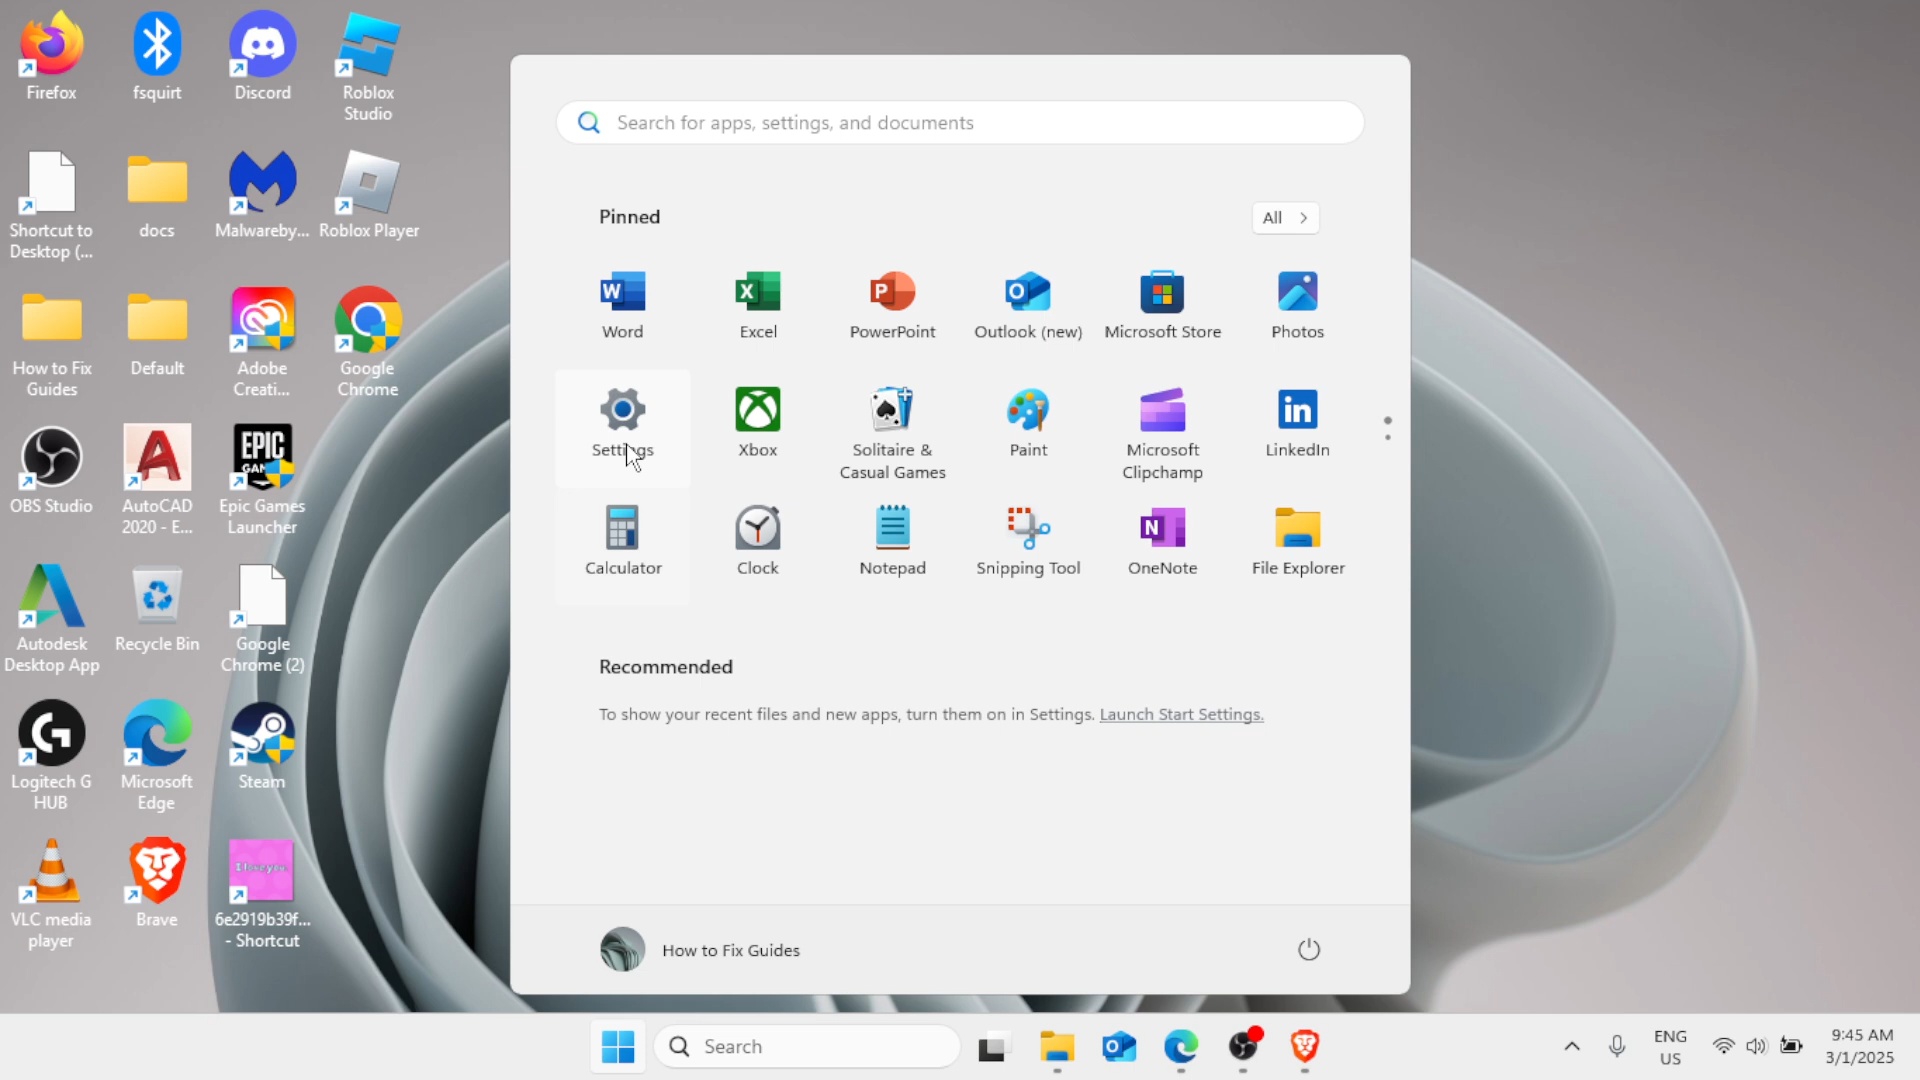 Firefox
fsquirt
Discord
Roblox
Studio
Shortcut to
Desktop (...
docs
Malwareby...
Roblox Player
How to Fix
Guides
Default
Adobe
Creati...
Google
Chrome
OBS Studio
AutoCAD
2020 - E...
EPIC
GAMES
Epic Games
Launcher
Autodesk
Desktop App
Recycle Bin
Google
Chrome (2)
Logitech G
HUB
Microsoft
Edge
Steam
VLC media
player
Brave
I love you
6e2919b39f...
- Shortcut
Search for apps, settings, and documents
Pinned
All
Word
Excel
PowerPoint
Outlook (new)
Microsoft Store
Photos
Settings
Xbox
Solitaire &
Casual Games
Paint
Microsoft
Clipchamp
LinkedIn
Calculator
Clock
Notepad
Snipping Tool
OneNote
File Explorer
Recommended
To show your recent files and new apps, turn them on in Settings. Launch Start Settings.
How to Fix Guides
Search
ENG
US
9:45 AM
3/1/2025